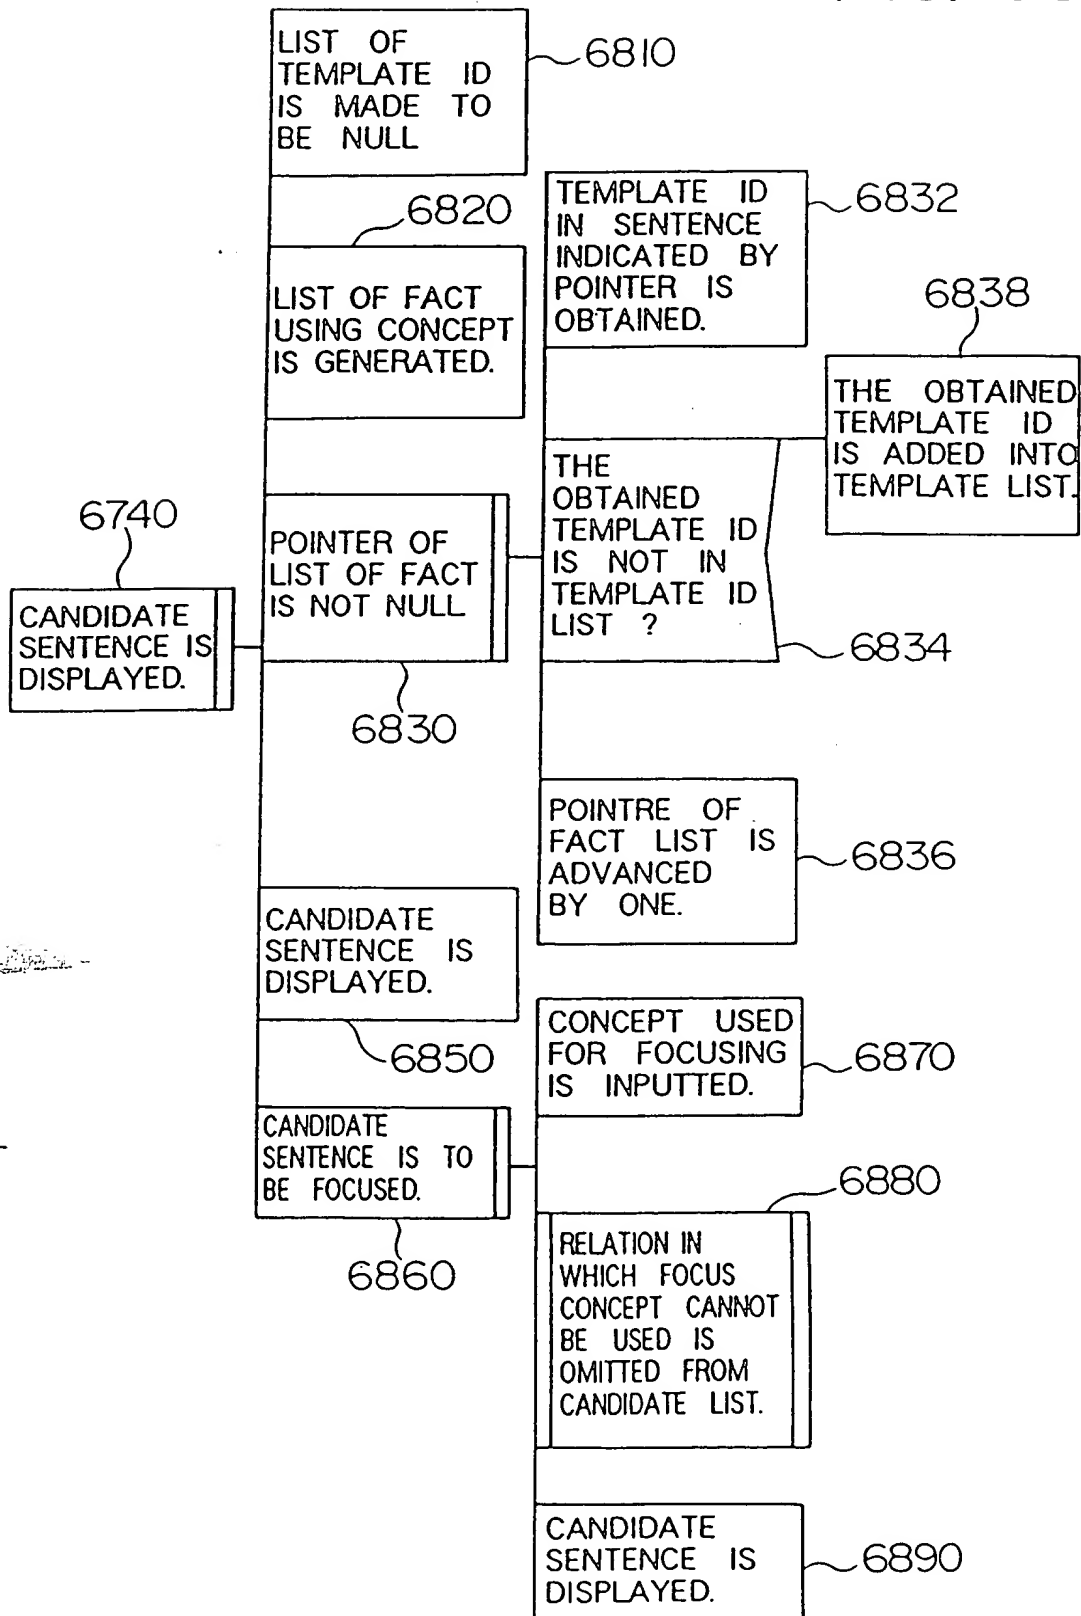 LIST OF
TEMPLATE ID
IS MADE TO
BE NULL
6810
6820
LIST OF FACT
USING CONCEPT
IS GENERATED.
TEMPLATE ID
IN SENTENCE
INDICATED BY
POINTER IS
OBTAINED.
6832
6838
THE OBTAINED
TEMPLATE ID
IS ADDED INTO
TEMPLATE LIST.
6740
CANDIDATE
SENTENCE IS
DISPLAYED.
POINTER OF
LIST OF FACT
IS NOT NULL
6830
THE
OBTAINED
TEMPLATE ID
IS NOT IN
TEMPLATE ID
LIST ?
6834
POINTRE OF
FACT LIST IS
ADVANCED
BY ONE.
6836
CANDIDATE
SENTENCE IS
DISPLAYED.
6850
CONCEPT USED
FOR FOCUSING
IS INPUTTED.
6870
CANDIDATE
SENTENCE IS TO
BE FOCUSED.
6860
6880
RELATION IN
WHICH FOCUS
CONCEPT CANNOT
BE USED IS
OMITTED FROM
CANDIDATE LIST.
CANDIDATE
SENTENCE IS
DISPLAYED.
6890